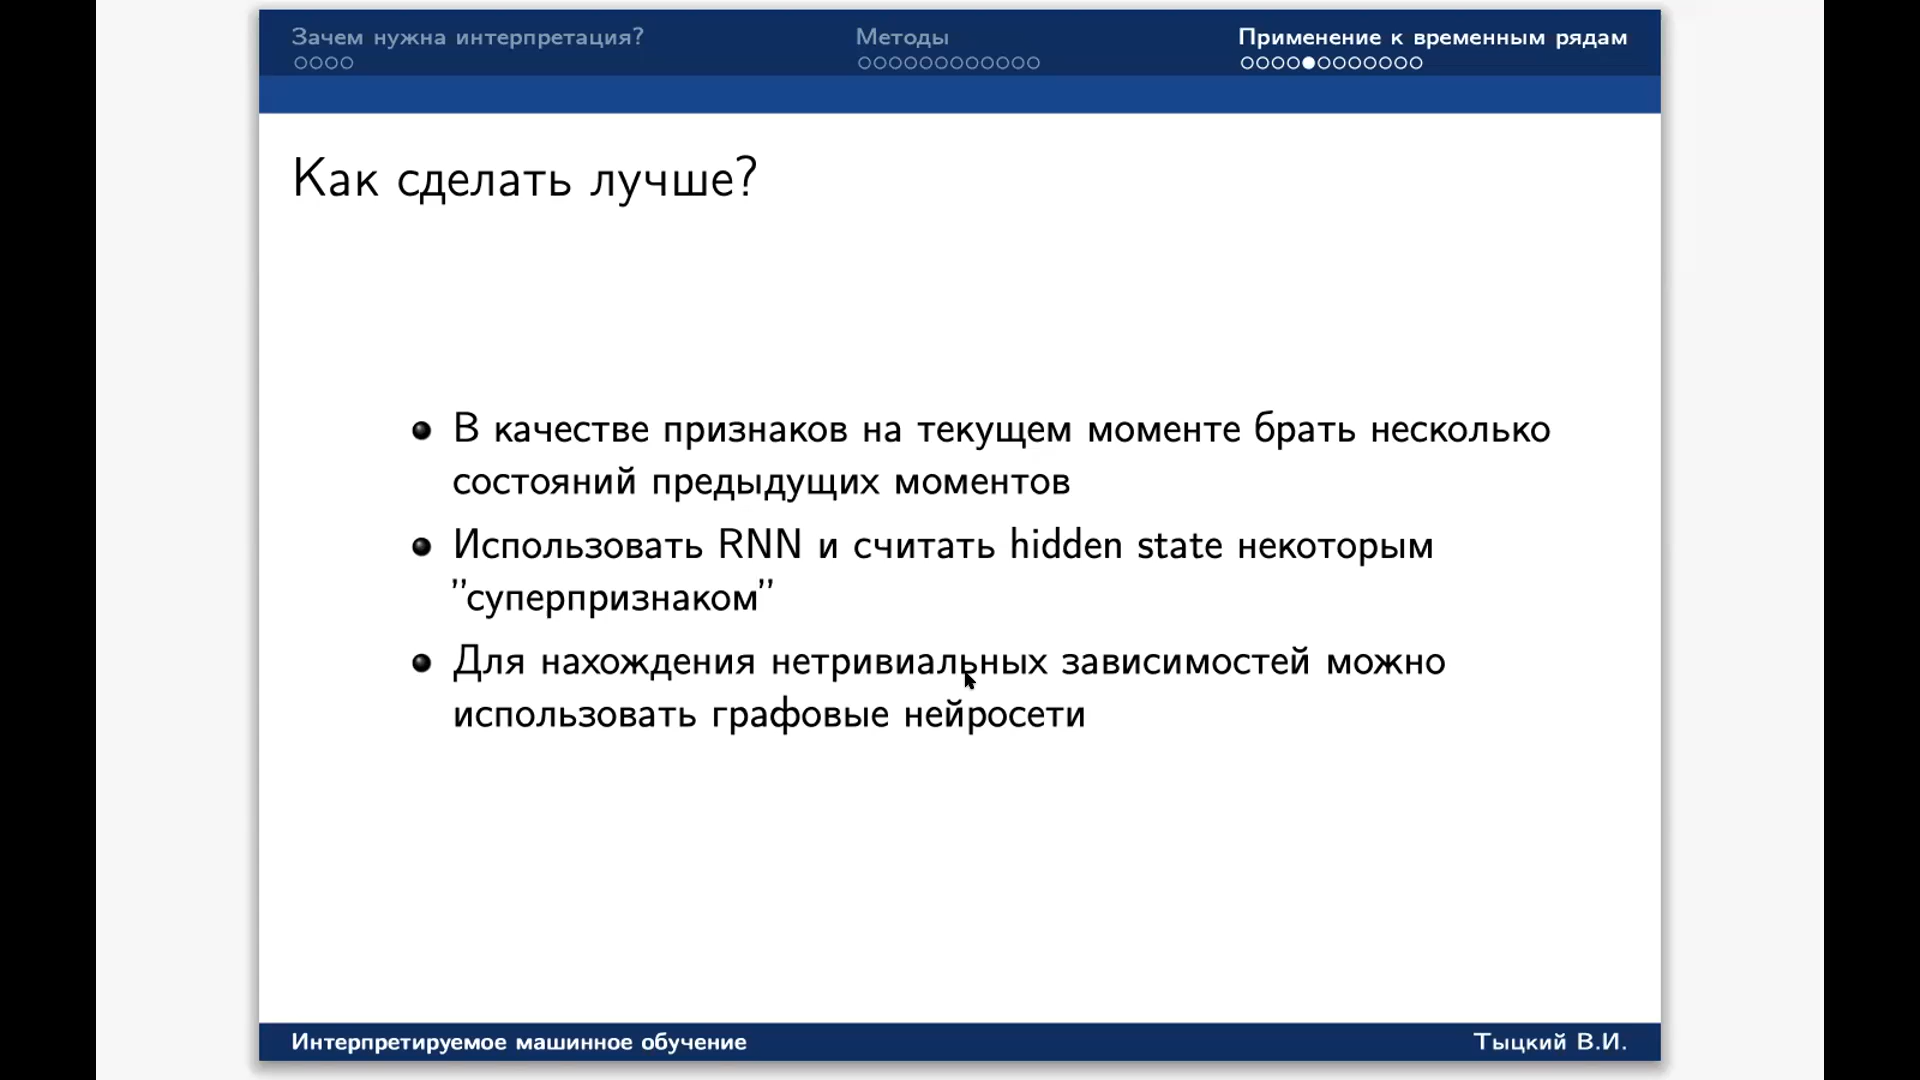 Зачем нужна интерпретация?
Методы
Применение к временным рядам
Как сделать лучше?
В качестве признаков на текущем моменте брать несколько
состояний предыдущих моментов
Использовать RNN и считать hidden state некоторым
”суперпризнаком”
Для нахождения нетривиальных зависимостей можно
использовать графовые нейросети
Интерпретируемое машинное обучение
Тыцкий В.И.